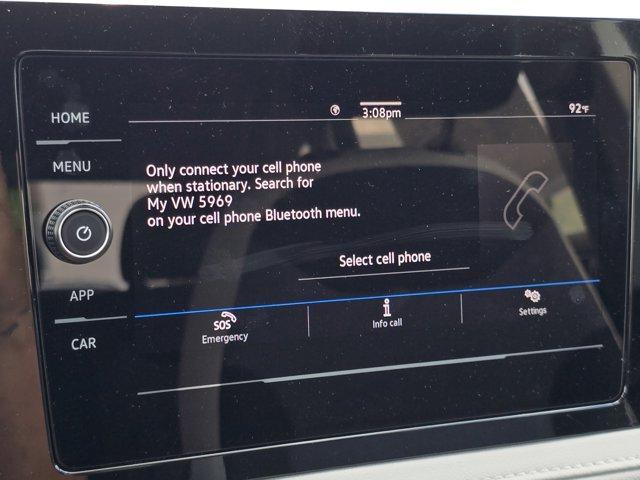 HOME
3:08pm
92°F
MENU
Only connect your cell phone
when stationary. Search for
My VW 5969
on your cell phone Bluetooth menu.
Select cell phone
APP
CAR
SOS
Emergency
i
Info call
Settings